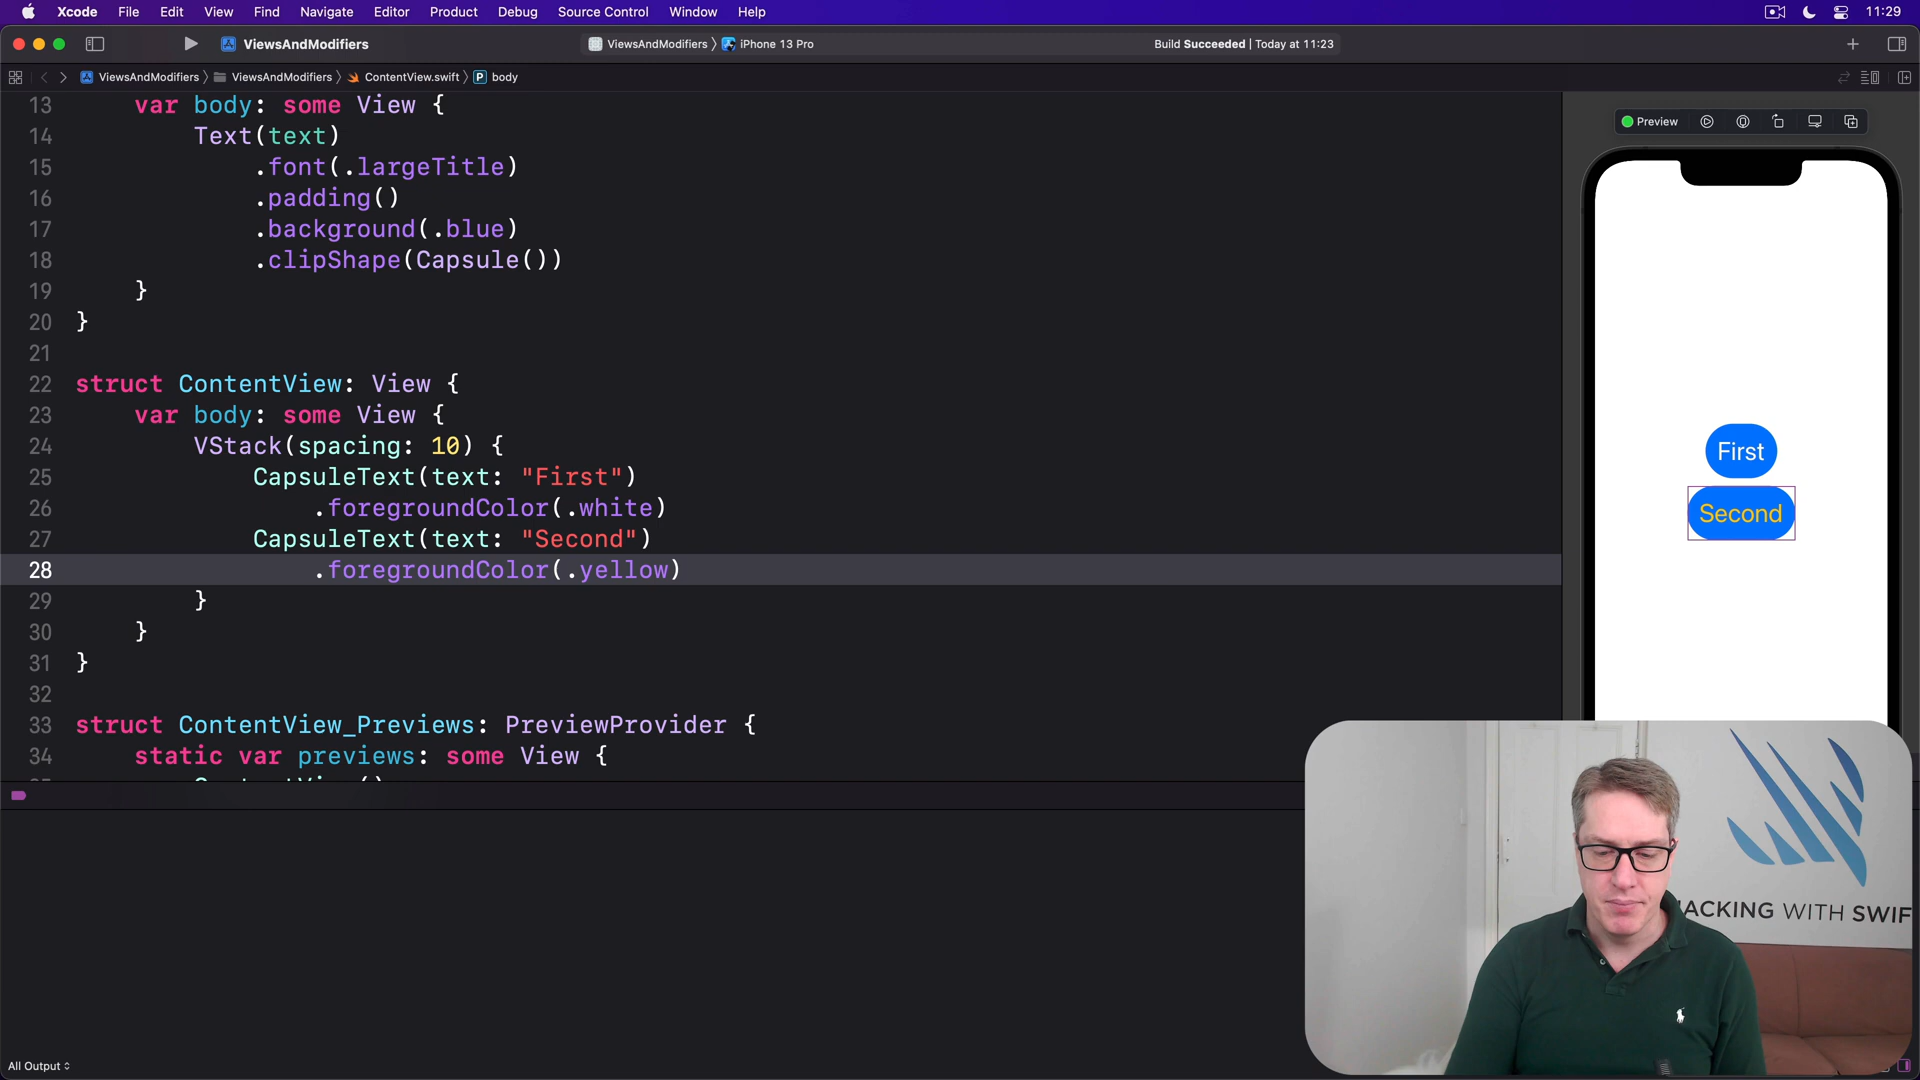 Xcode File Edit View Find Navigate Editor Product Debug Source Control Window Help 11:29
ViewsAndModifiers ViewsAndModifiers 〉 iPhone 13 Pro Build Succeeded | Today at 11:23
ViewsAndModifiers 〉 ViewsAndModifiers 〉 ContentView.swift 〉 P body
13 var body: some View {
14 Text(text)
15 .font(.largeTitle)
16 .padding()
17 .background(.blue)
18 .clipShape(Capsule())
19 }
20 }
21
22 struct ContentView: View {
23 var body: some View {
24 VStack(spacing: 10) {
25 CapsuleText(text: "First")
26 .foregroundColor(.white)
27 CapsuleText(text: "Second")
28 .foregroundColor(.yellow)
29 }
30 }
31 }
32
33 struct ContentView_Previews: PreviewProvider {
34 static var previews: some View {
Preview
First
Second
HACKING WITH SWIF
All Output